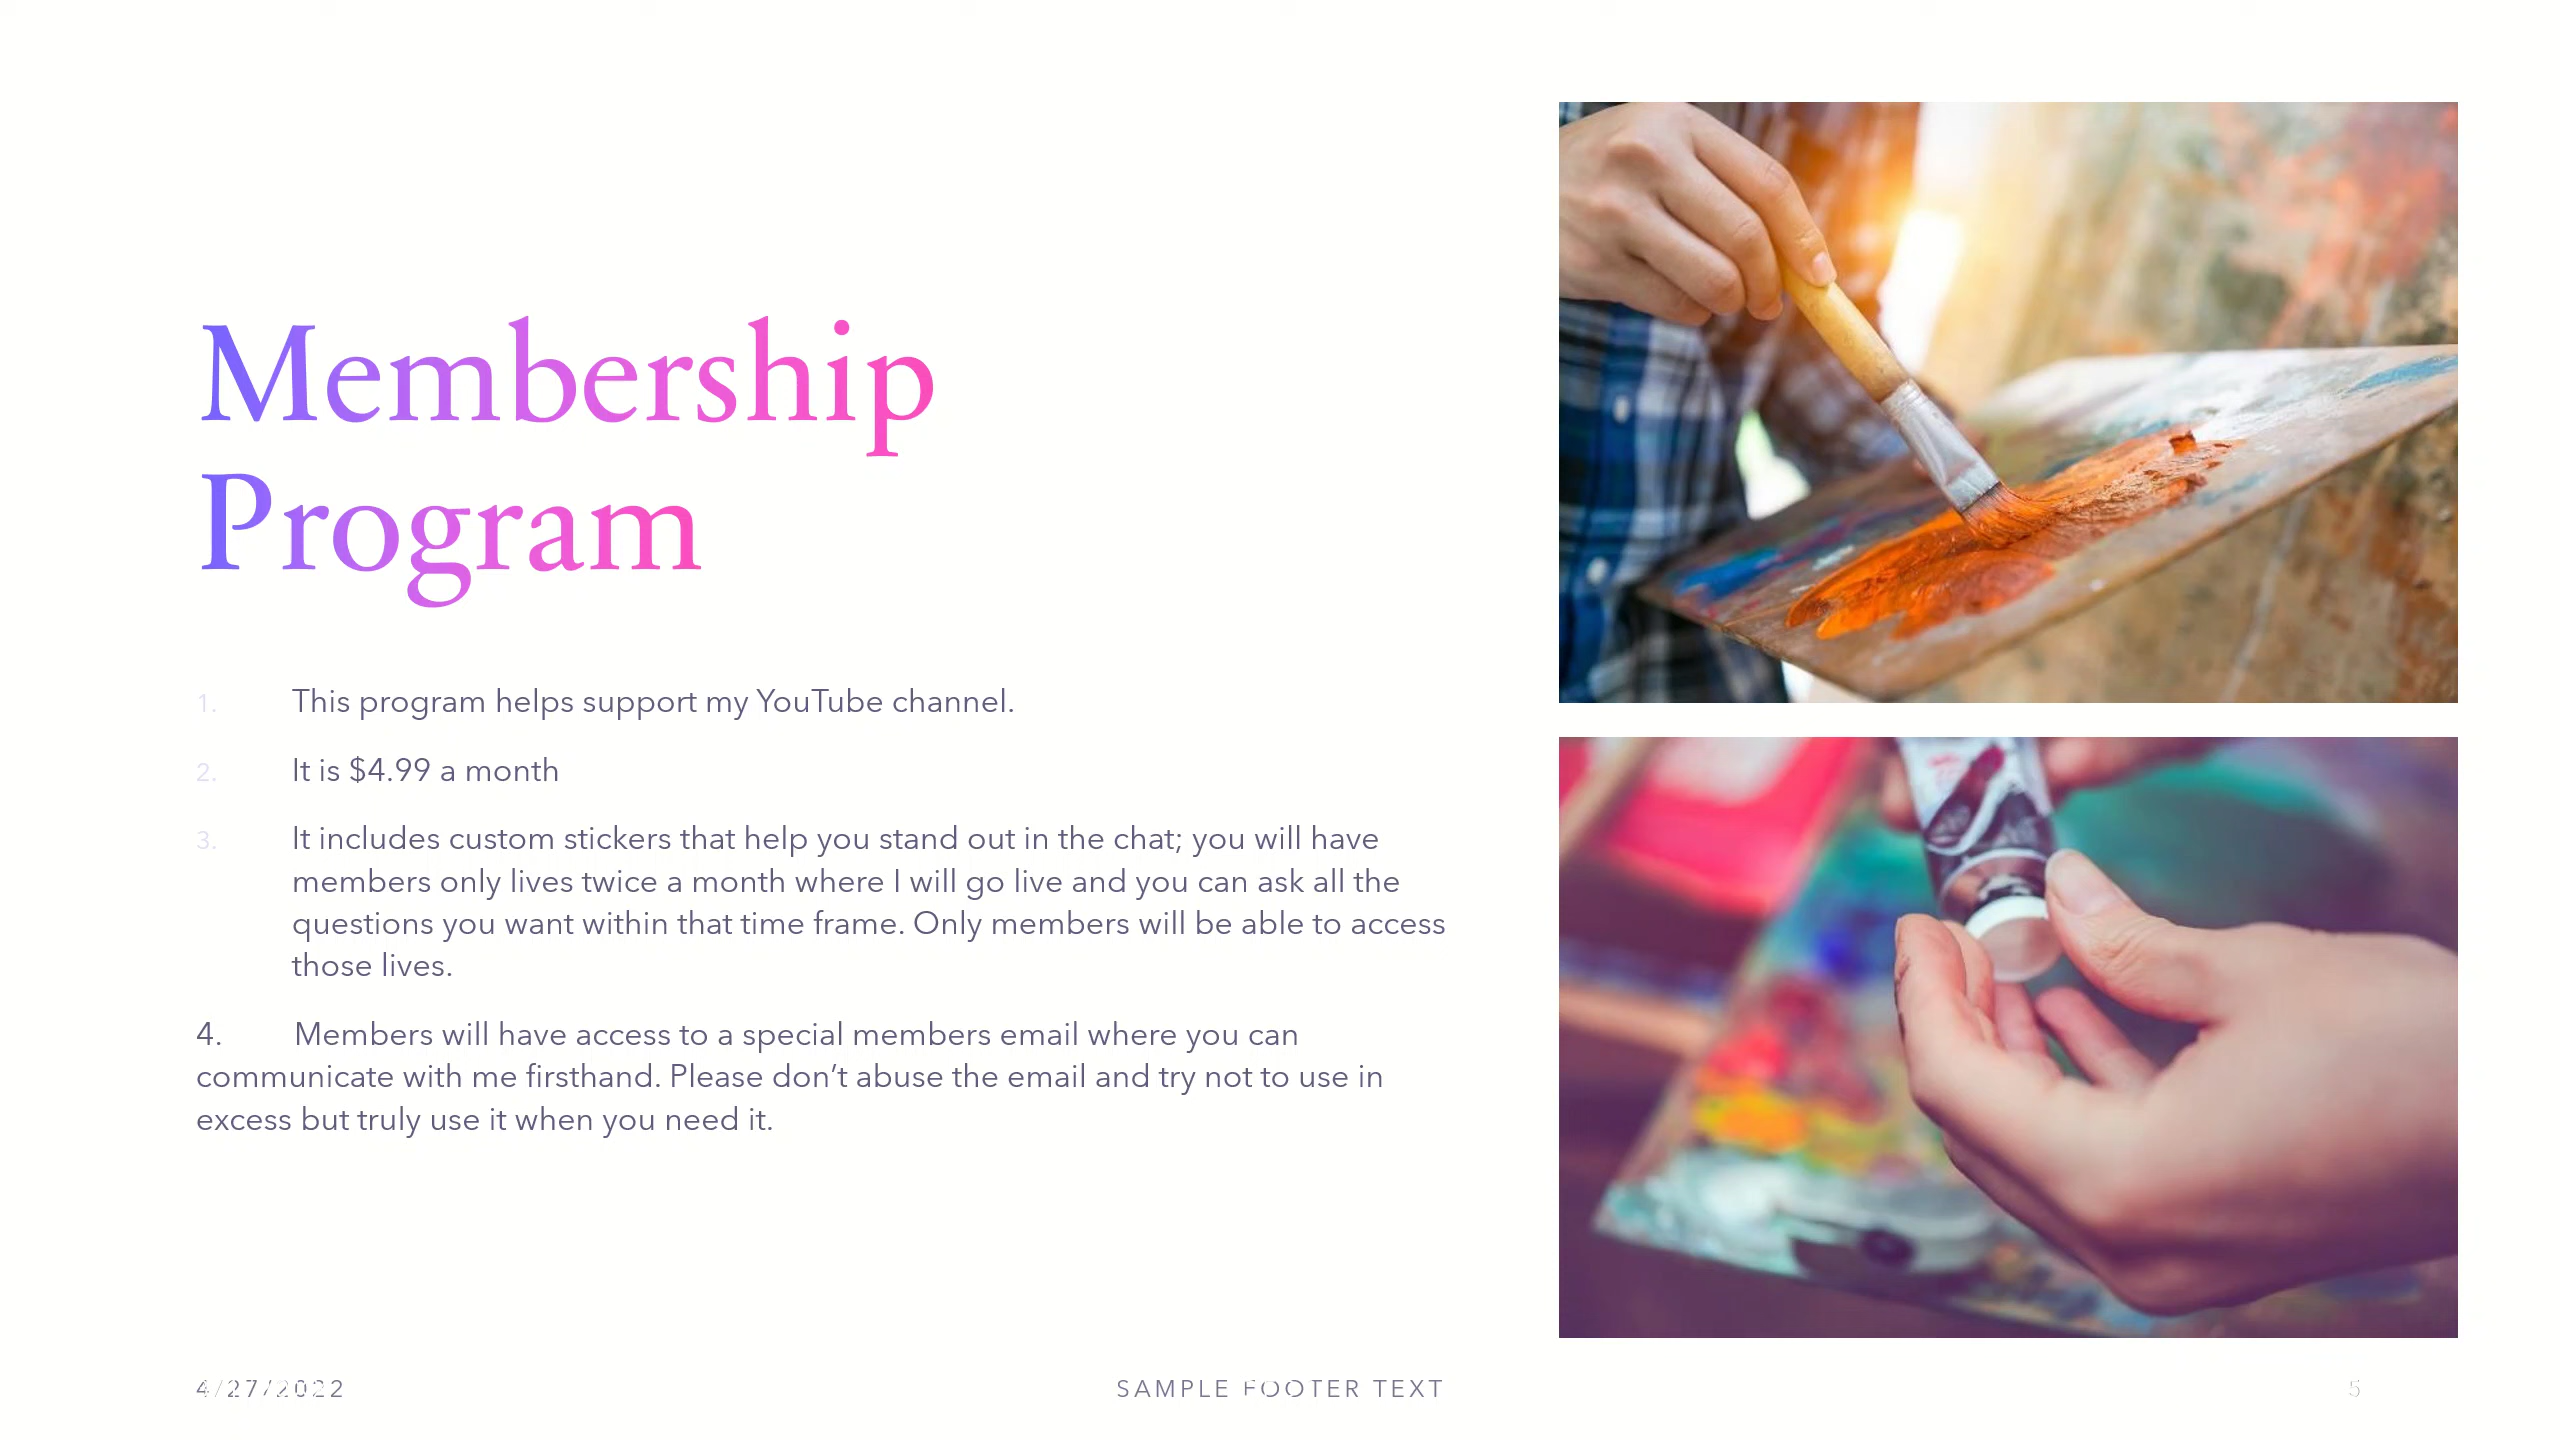 Membership
Program
1. This program helps support my YouTube channel.
2. It is $4.99 a month
3. It includes custom stickers that help you stand out in the chat; you will have
members only lives twice a month where I will go live and you can ask all the
questions you want within that time frame. Only members will be able to access
those lives.
4. Members will have access to a special members email where you can
communicate with me firsthand. Please don’t abuse the email and try not to use in
excess but truly use it when you need it.
4/27/2022 SAMPLE FOOTER TEXT 5